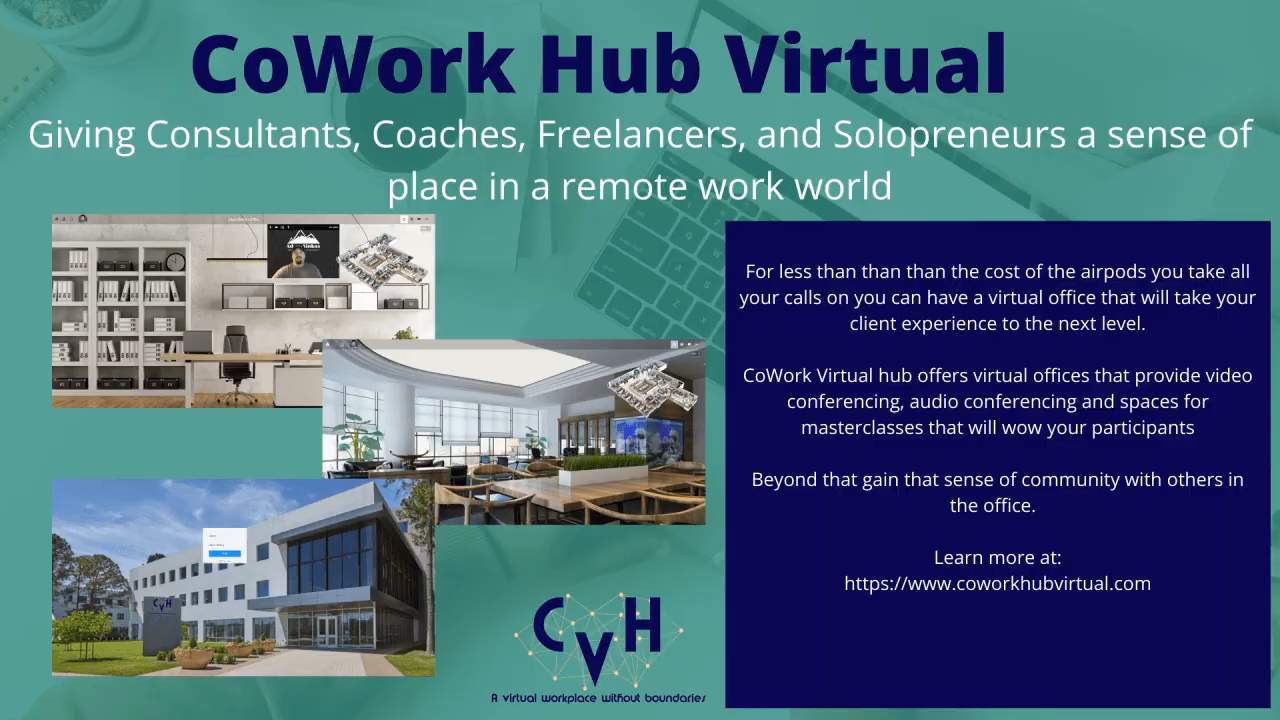 CoWork Hub Virtual
Giving Consultants, Coaches, Freelancers, and Solopreneurs a sense of
place in a remote work world
For less than than than the cost of the airpods you take all
your calls on you can have a virtual office that will take your
client experience to the next level.
CoWork Virtual hub offers virtual offices that provide video
conferencing, audio conferencing and spaces for
masterclasses that will wow your participants
Beyond that gain that sense of community with others in
the office.
Learn more at:
https://www.coworkhubvirtual.com
CVH
CVH
A virtual workplace without boundaries